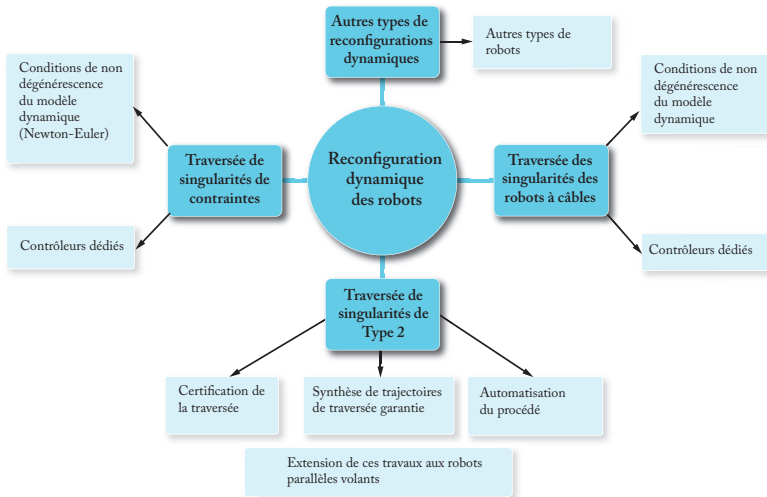 Autres types de
reconfigurations
dynamiques
Autres types de
robots
Conditions de non
dégénérescence
du modèle
dynamique
(Newton-Euler)
Conditions de non
dégénérescence
du modèle
dynamique
Traversée de
singularités de
contraintes
Reconfiguration
dynamique
des robots
Traversée des
singularités des
robots à câbles
Contrôleurs dédiés
Contrôleurs dédiés
Traversée de
singularités de
Type 2
Certification de
la traversée
Synthèse de trajectoires
de traversée garantie
Automatisation
du procédé
Extension de ces travaux aux robots
parallèles volants